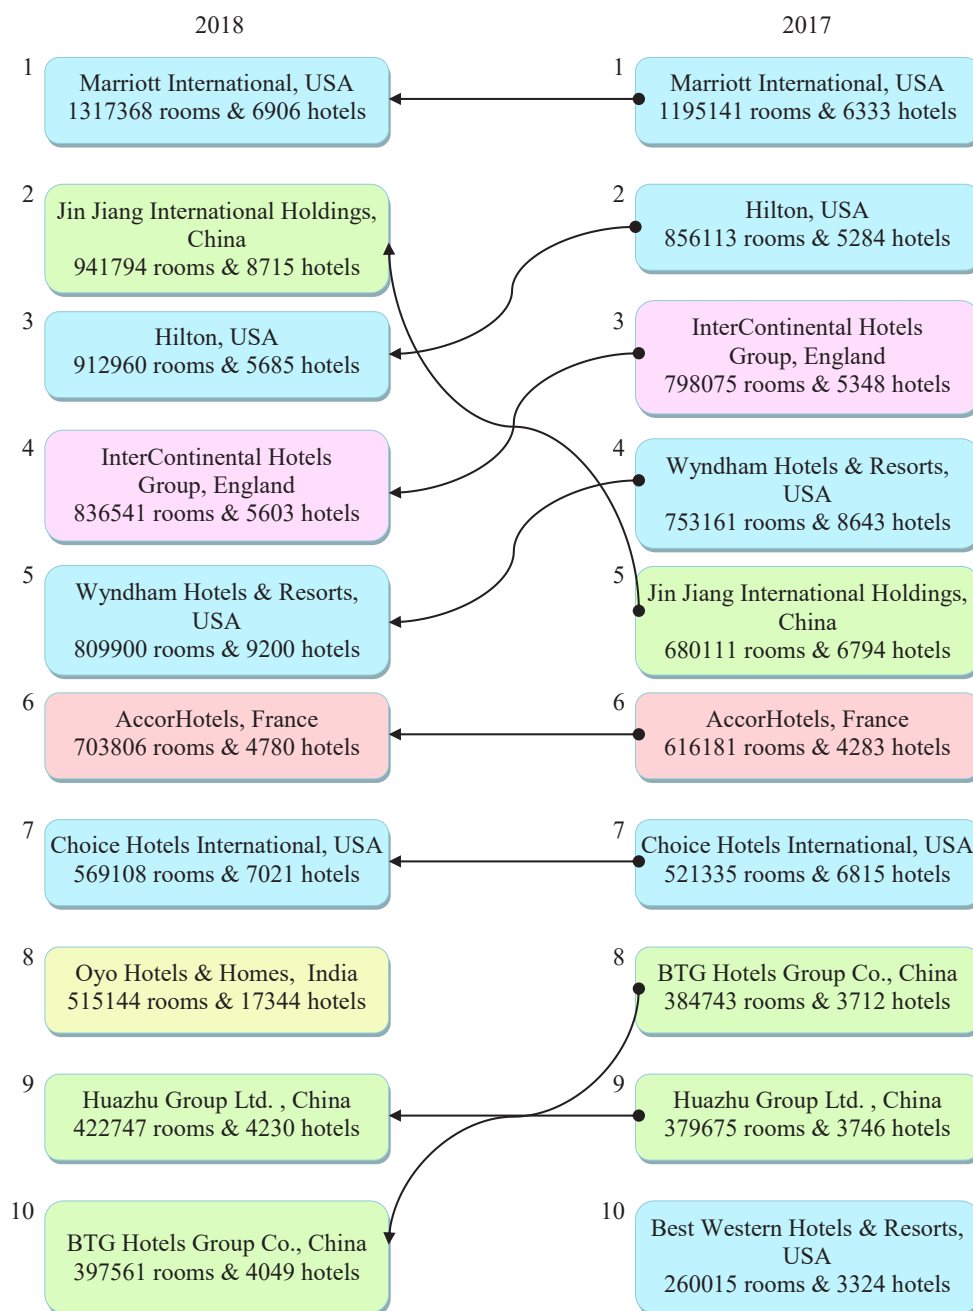 2018
1
Marriott International, USA
1317368 rooms & 6906 hotels
2
Jin Jiang International Holdings,
China
941794 rooms & 8715 hotels
3
Hilton, USA
912960 rooms & 5685 hotels
4
InterContinental Hotels
Group, England
836541 rooms & 5603 hotels
5
Wyndham Hotels & Resorts,
USA
809900 rooms & 9200 hotels
6
AccorHotels, France
703806 rooms & 4780 hotels
7
Choice Hotels International, USA
569108 rooms & 7021 hotels
8
Oyo Hotels & Homes,  India
515144 rooms & 17344 hotels
9
Huazhu Group Ltd. , China
422747 rooms & 4230 hotels
10
BTG Hotels Group Co., China
397561 rooms & 4049 hotels
2017
1
Marriott International, USA
1195141 rooms & 6333 hotels
2
Hilton, USA
856113 rooms & 5284 hotels
3
InterContinental Hotels
Group, England
798075 rooms & 5348 hotels
4
Wyndham Hotels & Resorts,
USA
753161 rooms & 8643 hotels
5
Jin Jiang International Holdings,
China
680111 rooms & 6794 hotels
6
AccorHotels, France
616181 rooms & 4283 hotels
7
Choice Hotels International, USA
521335 rooms & 6815 hotels
8
BTG Hotels Group Co., China
384743 rooms & 3712 hotels
9
Huazhu Group Ltd. , China
379675 rooms & 3746 hotels
10
Best Western Hotels & Resorts,
USA
260015 rooms & 3324 hotels